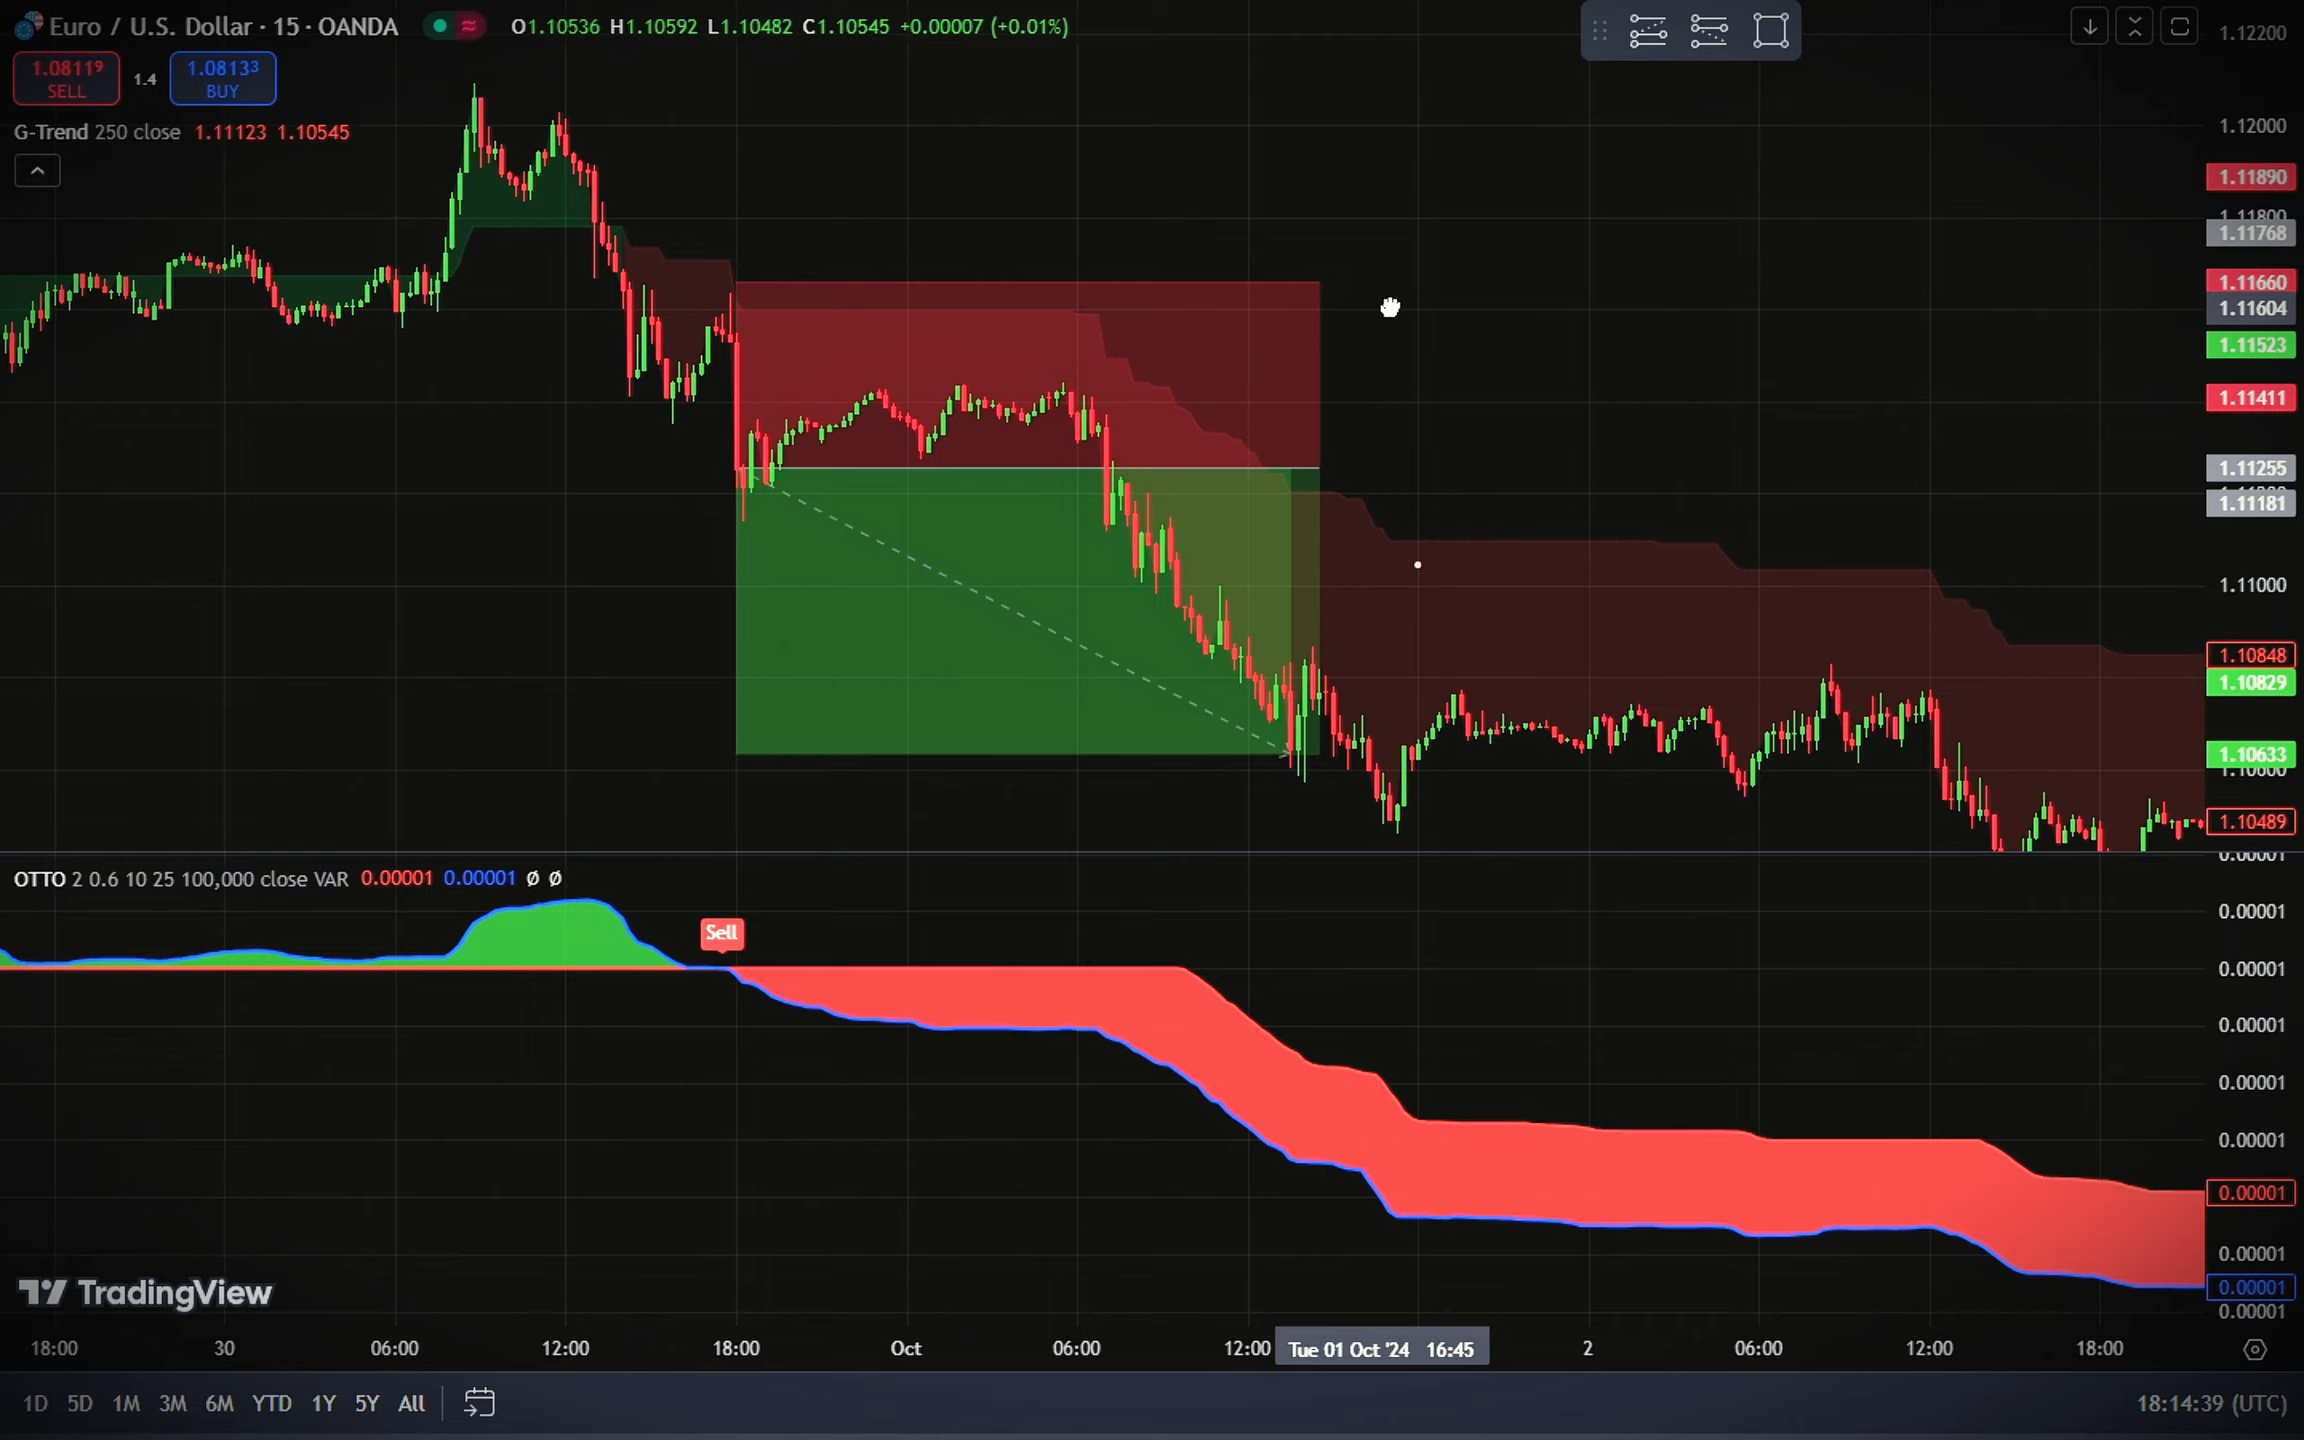 Euro / U.S. Dollar · 15 · OANDA
O1.10536 H1.10592 L1.10482 C1.10545 +0.00007 (+0.01%)
1.08119
SELL
1.4
1.08133
BUY
G-Trend 250 close 1.11123 1.10545
1.12200
1.12000
1.11890
1.11800
1.11768
1.11660
1.11604
1.11523
1.11411
1.11255
1.11181
1.11000
1.10848
1.10829
1.10633
1.10600
1.10489
OTTO 2 0.6 10 25 100,000 close VAR 0.00001 0.00001 Ø Ø
Sell
0.00001
0.00001
0.00001
0.00001
0.00001
0.00001
0.00001
0.00001
0.00001
0.00001
TradingView
18:00 30 06:00 12:00 18:00 Oct 06:00 12:00 Tue 01 Oct '24 16:45 2 06:00 12:00 18:00
1D 5D 1M 3M 6M YTD 1Y 5Y All
18:14:39 (UTC)